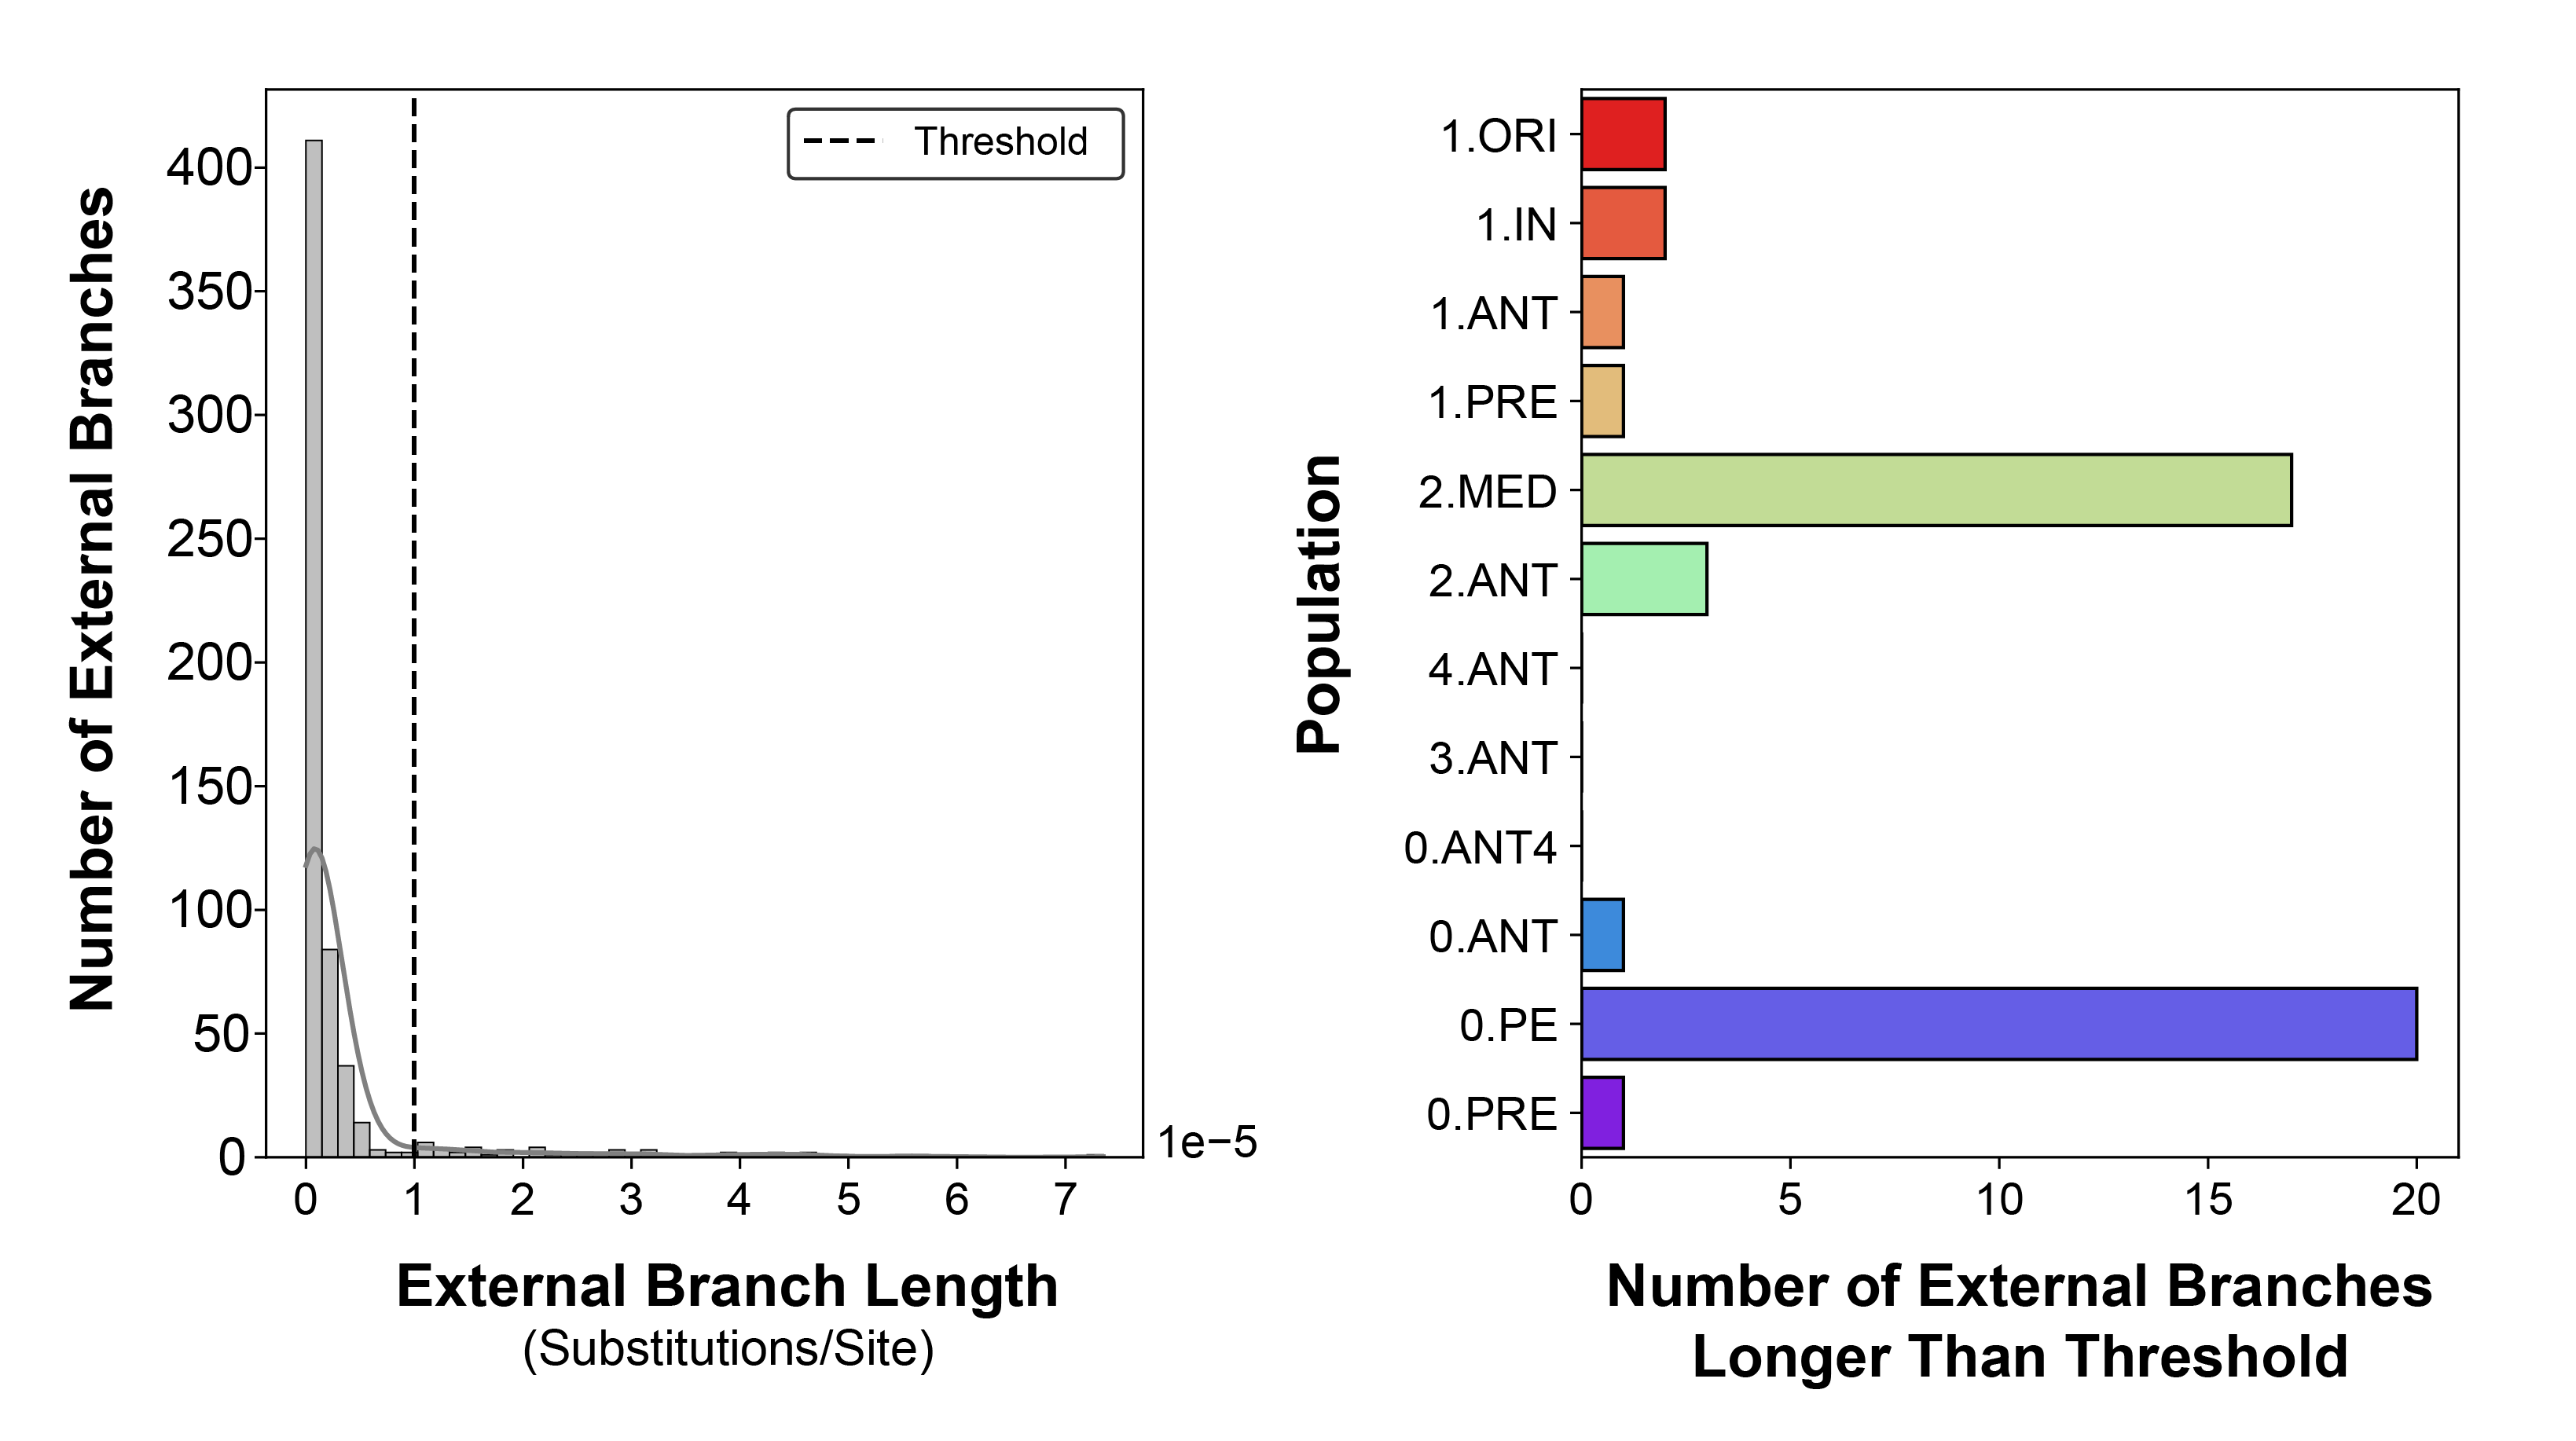 Number of External Branches
400
350
300
250
200
150
100
50
0
Threshold
0 1 2 3 4 5 6 7
1e−5
External Branch Length
(Substitutions/Site)
Population
1.ORI
1.IN
1.ANT
1.PRE
2.MED
2.ANT
4.ANT
3.ANT
0.ANT4
0.ANT
0.PE
0.PRE
0 5 10 15 20
Number of External Branches
Longer Than Threshold